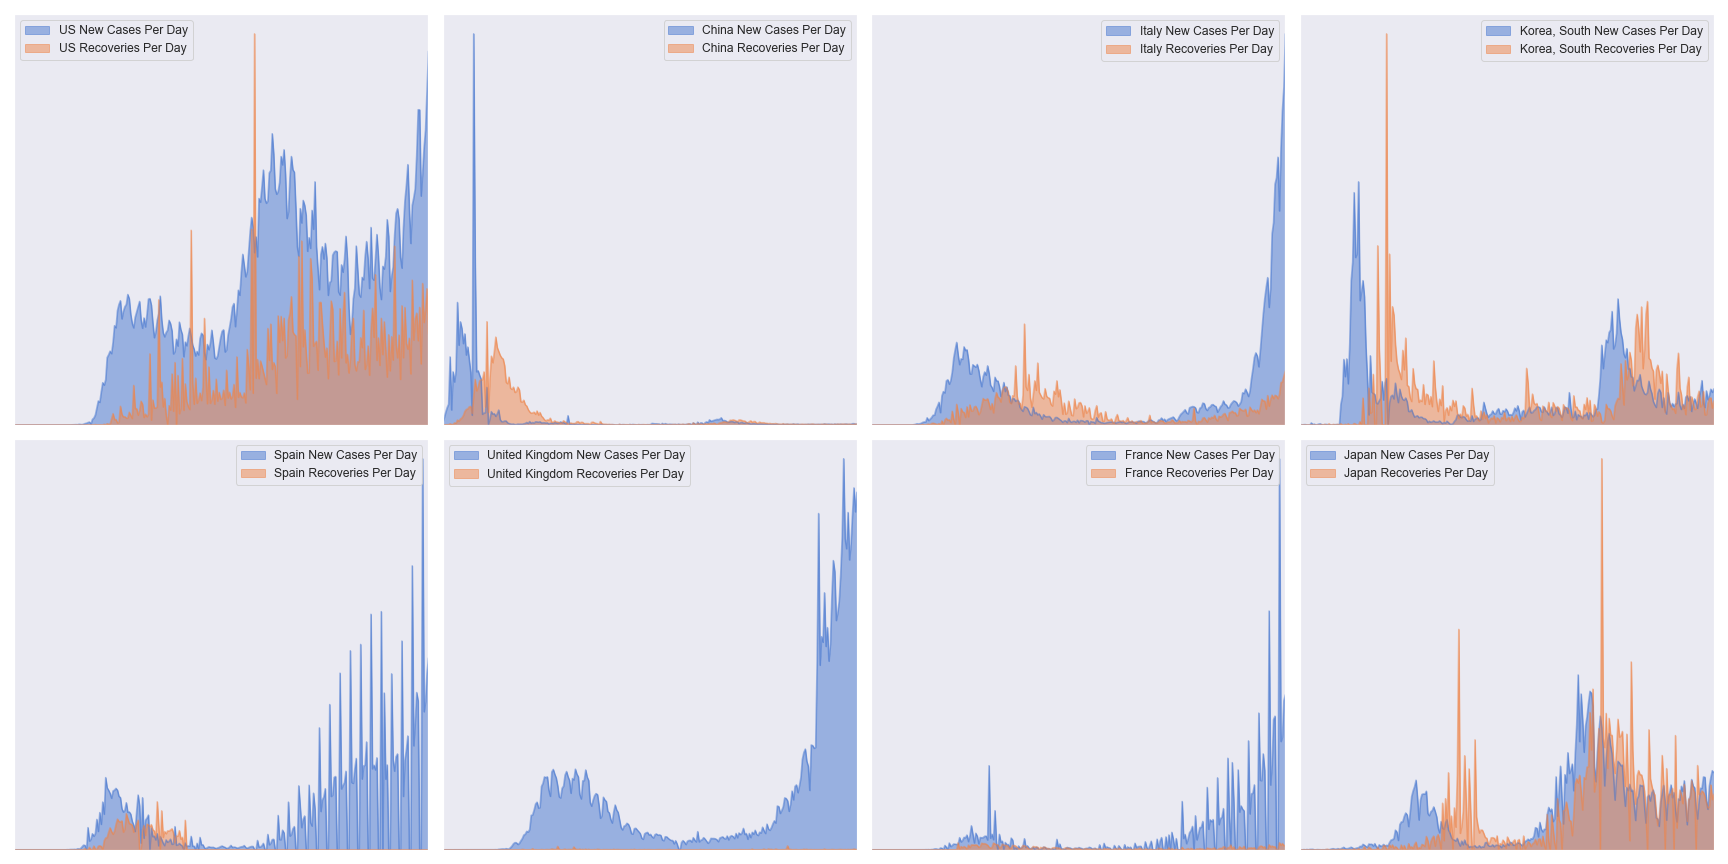 US New Cases Per Day
US Recoveries Per Day
China New Cases Per Day
China Recoveries Per Day
Italy New Cases Per Day
Italy Recoveries Per Day
Korea, South New Cases Per Day
Korea, South Recoveries Per Day
Spain New Cases Per Day
Spain Recoveries Per Day
United Kingdom New Cases Per Day
United Kingdom Recoveries Per Day
France New Cases Per Day
France Recoveries Per Day
Japan New Cases Per Day
Japan Recoveries Per Day